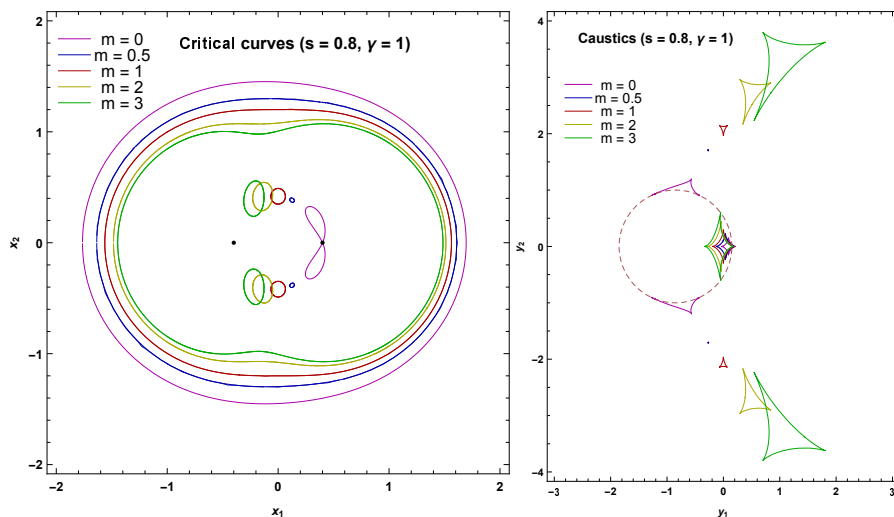 Critical curves (s = 0.8, γ = 1)
m = 0
m = 0.5
m = 1
m = 2
m = 3
2
1
0
−1
−2
x₂
−2
−1
0
1
2
x₁
Caustics (s = 0.8, γ = 1)
m = 0
m = 0.5
m = 1
m = 2
m = 3
4
2
0
−2
−4
y₂
−3
−2
−1
0
1
2
3
y₁